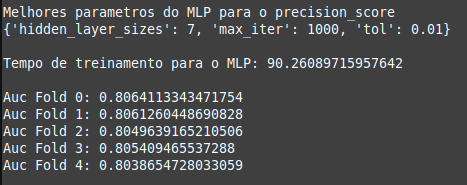 Melhores parametros do MLP para o precision_score
{'hidden_layer_sizes': 7, 'max_iter': 1000, 'tol': 0.01}
Tempo de treinamento para o MLP: 90.26089715957642
Auc Fold 0: 0.8064113343471754
Auc Fold 1: 0.8061260448690828
Auc Fold 2: 0.8049639165210506
Auc Fold 3: 0.805409465537288
Auc Fold 4: 0.8038654728033059